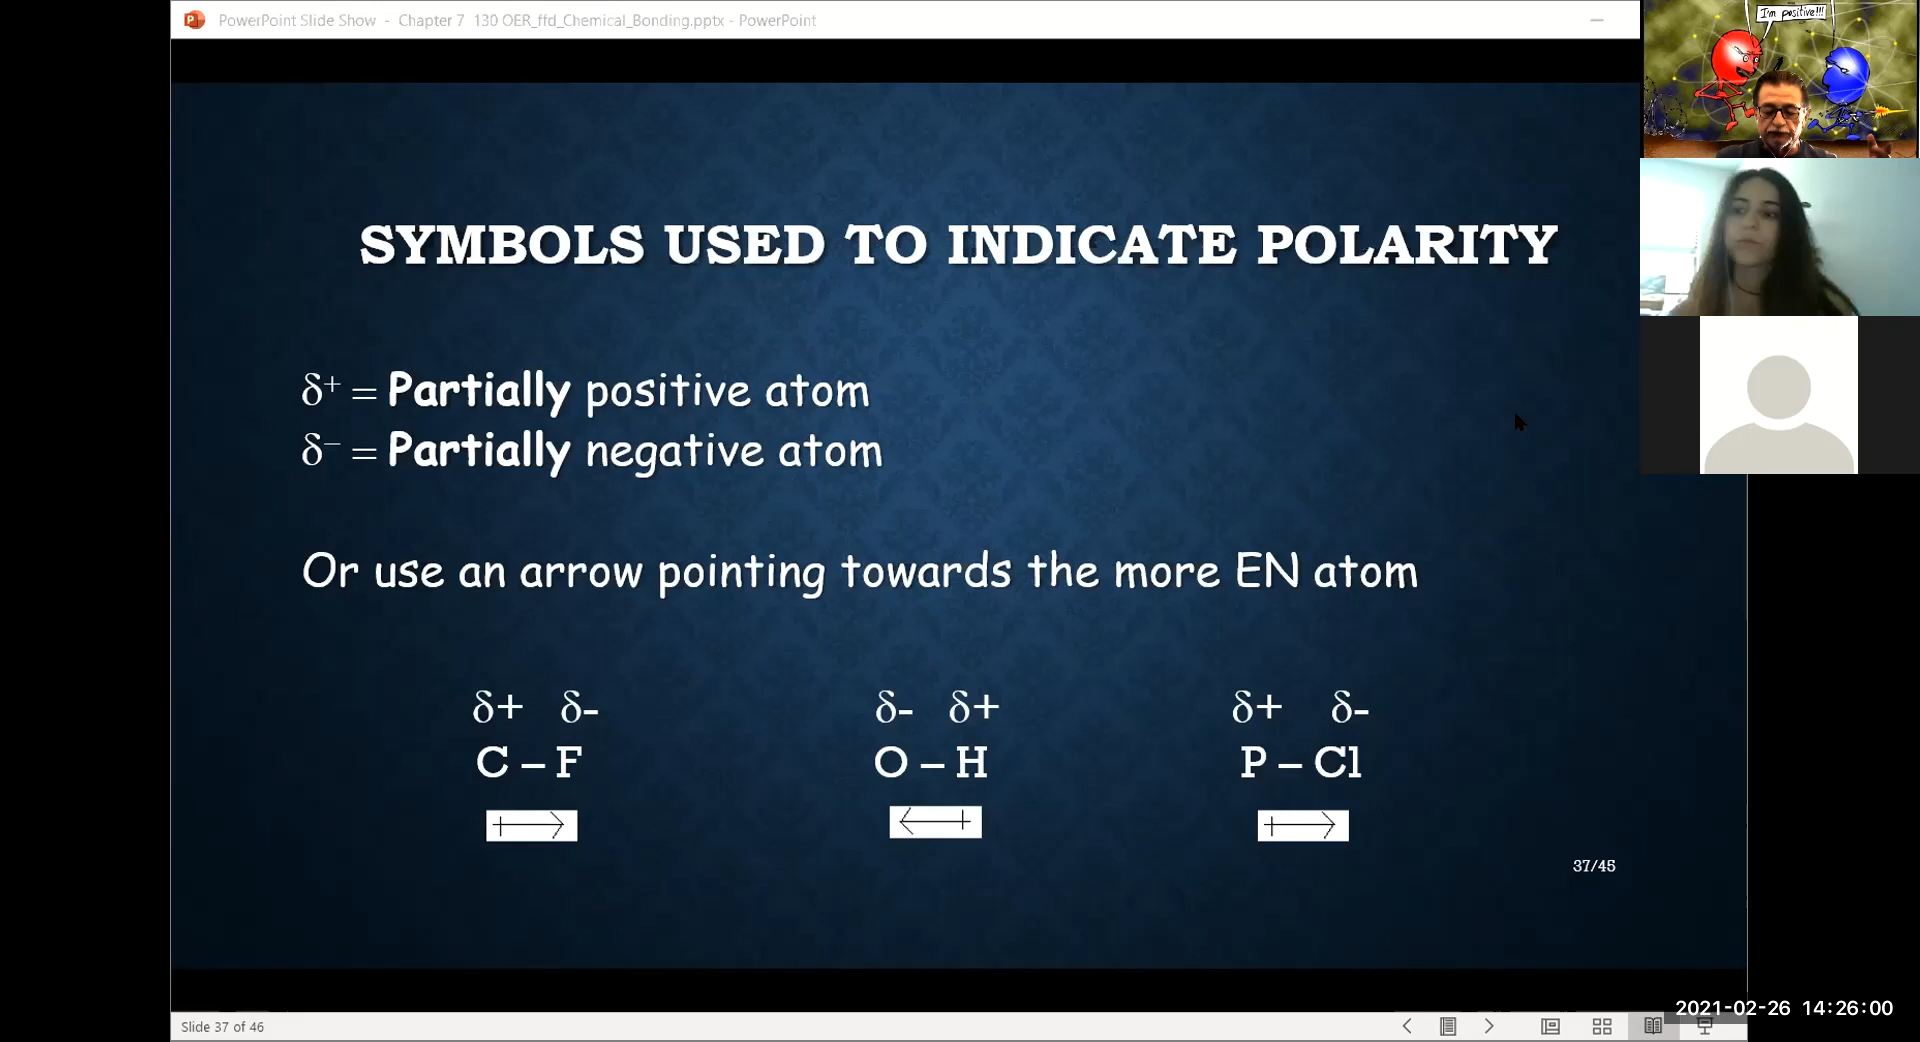 PowerPoint Slide Show - Chapter 7 130 OER_ffd_Chemical_Bonding.pptx - PowerPoint
I'm positive!!!
SYMBOLS USED TO INDICATE POLARITY
δ⁺ = Partially positive atom
δ⁻ = Partially negative atom
Or use an arrow pointing towards the more EN atom
δ+ δ- δ- δ+ δ+ δ-
C – F O – H P – Cl
37/45
2021-02-26 14:26:00
Slide 37 of 46